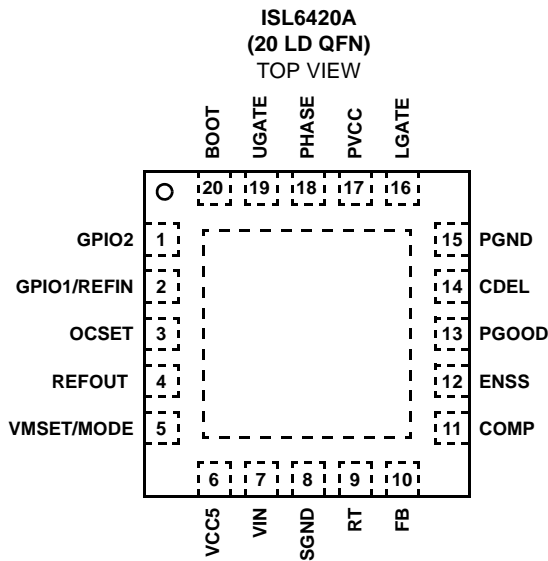 ISL6420A
(20 LD QFN)
TOP VIEW
BOOT
UGATE
PHASE
PVCC
LGATE
20 19 18 17 16
GPIO2 1 15 PGND
GPIO1/REFIN 2 14 CDEL
OCSET 3 13 PGOOD
REFOUT 4 12 ENSS
VMSET/MODE 5 11 COMP
6 7 8 9 10
VCC5
VIN
SGND
RT
FB